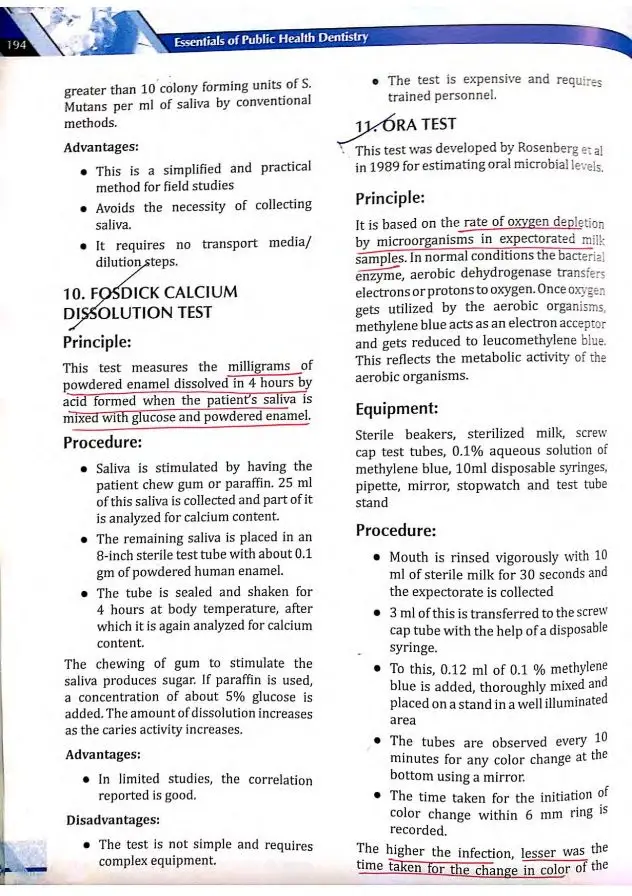 194
Essentials of Public Health Dentistry
greater than 10 colony forming units of S.
Mutans per ml of saliva by conventional
methods.
Advantages:
• This is a simplified and practical
method for field studies
• Avoids the necessity of collecting
saliva.
• It requires no transport media/
dilution steps.
10. FOSDICK CALCIUM
DISSOLUTION TEST
Principle:
This test measures the milligrams of
powdered enamel dissolved in 4 hours by
acid formed when the patient's saliva is
mixed with glucose and powdered enamel.
Procedure:
• Saliva is stimulated by having the
patient chew gum or paraffin. 25 ml
of this saliva is collected and part of it
is analyzed for calcium content.
• The remaining saliva is placed in an
8-inch sterile test tube with about 0.1
gm of powdered human enamel.
• The tube is sealed and shaken for
4 hours at body temperature, after
which it is again analyzed for calcium
content.
The chewing of gum to stimulate the
saliva produces sugar. If paraffin is used,
a concentration of about 5% glucose is
added. The amount of dissolution increases
as the caries activity increases.
Advantages:
• In limited studies, the correlation
reported is good.
Disadvantages:
• The test is not simple and requires
complex equipment.
• The test is expensive and requires
trained personnel.
11. ORA TEST
This test was developed by Rosenberg et al
in 1989 for estimating oral microbial levels.
Principle:
It is based on the rate of oxygen depletion
by microorganisms in expectorated milk
samples. In normal conditions the bacterial
enzyme, aerobic dehydrogenase transfers
electrons or protons to oxygen. Once oxygen
gets utilized by the aerobic organisms,
methylene blue acts as an electron acceptor
and gets reduced to leucomethylene blue.
This reflects the metabolic activity of the
aerobic organisms.
Equipment:
Sterile beakers, sterilized milk, screw
cap test tubes, 0.1% aqueous solution of
methylene blue, 10ml disposable syringes,
pipette, mirror, stopwatch and test tube
stand
Procedure:
• Mouth is rinsed vigorously with 10
ml of sterile milk for 30 seconds and
the expectorate is collected
• 3 ml of this is transferred to the screw
cap tube with the help of a disposable
syringe.
• To this, 0.12 ml of 0.1 % methylene
blue is added, thoroughly mixed and
placed on a stand in a well illuminated
area
• The tubes are observed every 10
minutes for any color change at the
bottom using a mirror.
• The time taken for the initiation of
color change within 6 mm ring is
recorded.
The higher the infection, lesser was the
time taken for the change in color of the